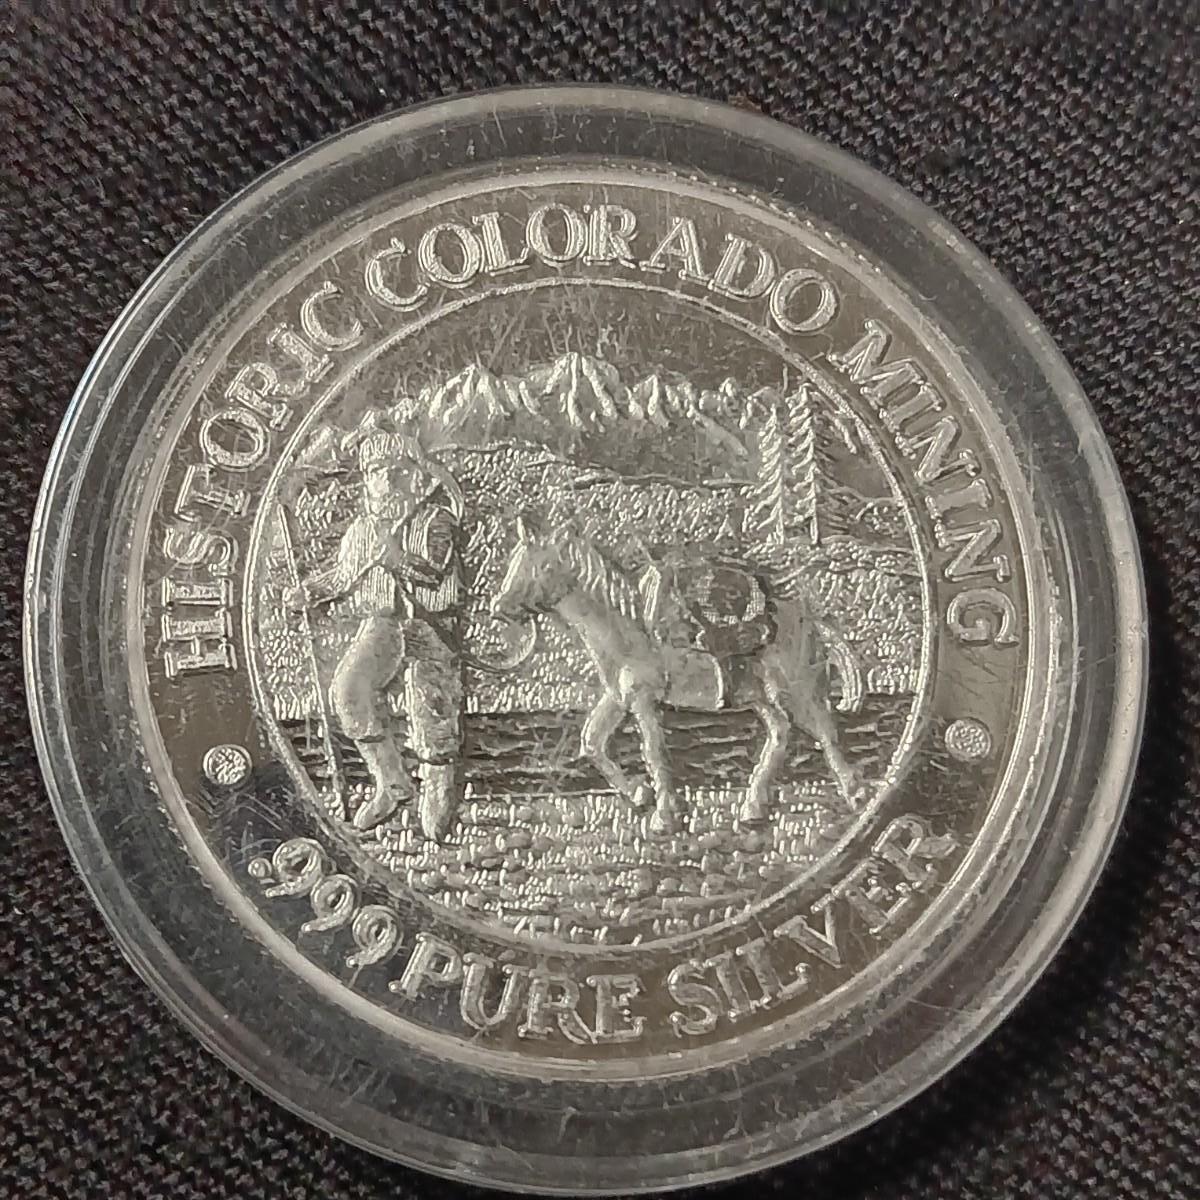 HISTORIC COLORADO MINING
.999 PURE SILVER